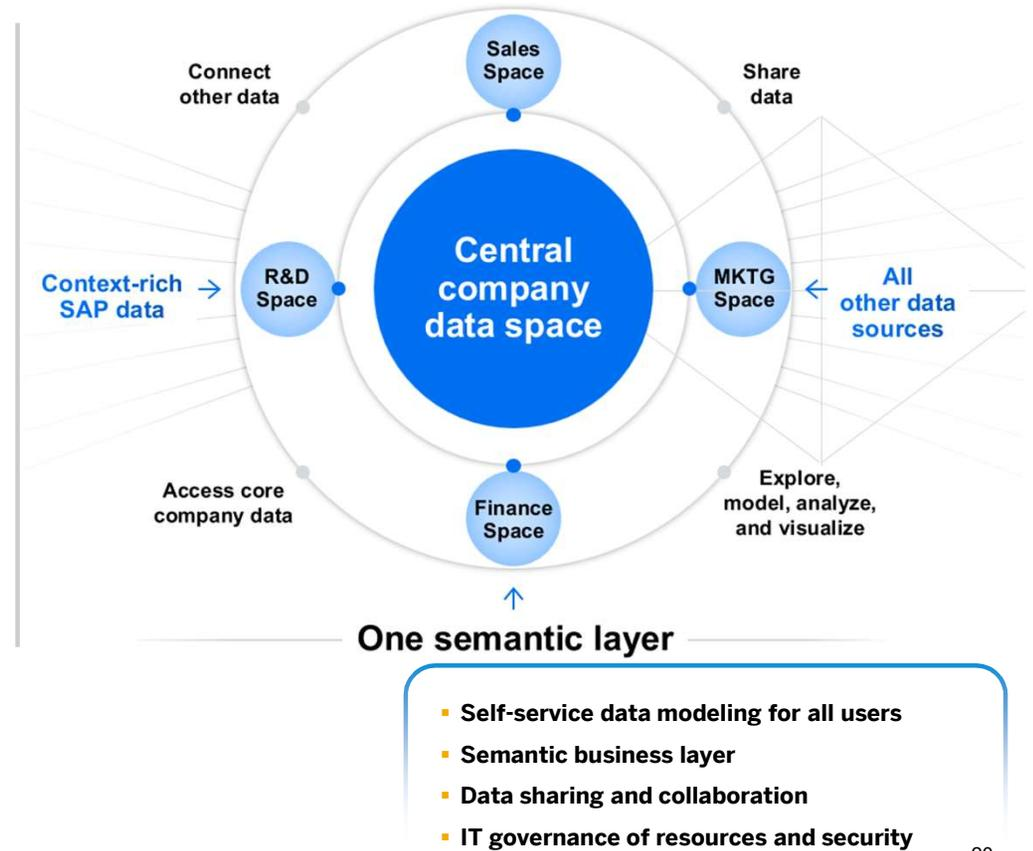 Sales
Space
Connect
other data
Share
data
Central
company
data space
R&D
Space
MKTG
Space
Context-rich
SAP data
All
other data
sources
Access core
company data
Finance
Space
Explore,
model, analyze,
and visualize
One semantic layer
▪ Self-service data modeling for all users
▪ Semantic business layer
▪ Data sharing and collaboration
▪ IT governance of resources and security